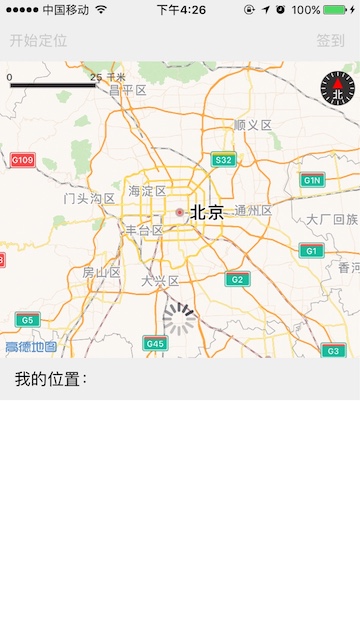 中国移动 下午4:26 100%
开始定位 签到
0 25 千米
北
昌平区
顺义区
G109 S32
G1N
海淀区
门头沟区
北京 通州区
大厂回族
丰台区
G1
香河
房山区
大兴区
G2
G5
G45
高德地图
G3
我的位置：